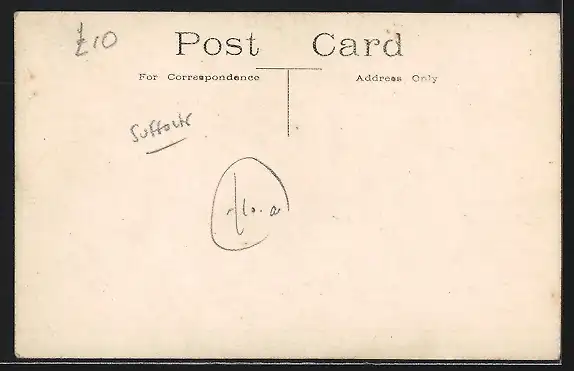 £10
Post Card
For Correspondence
Address Only
Suffolk